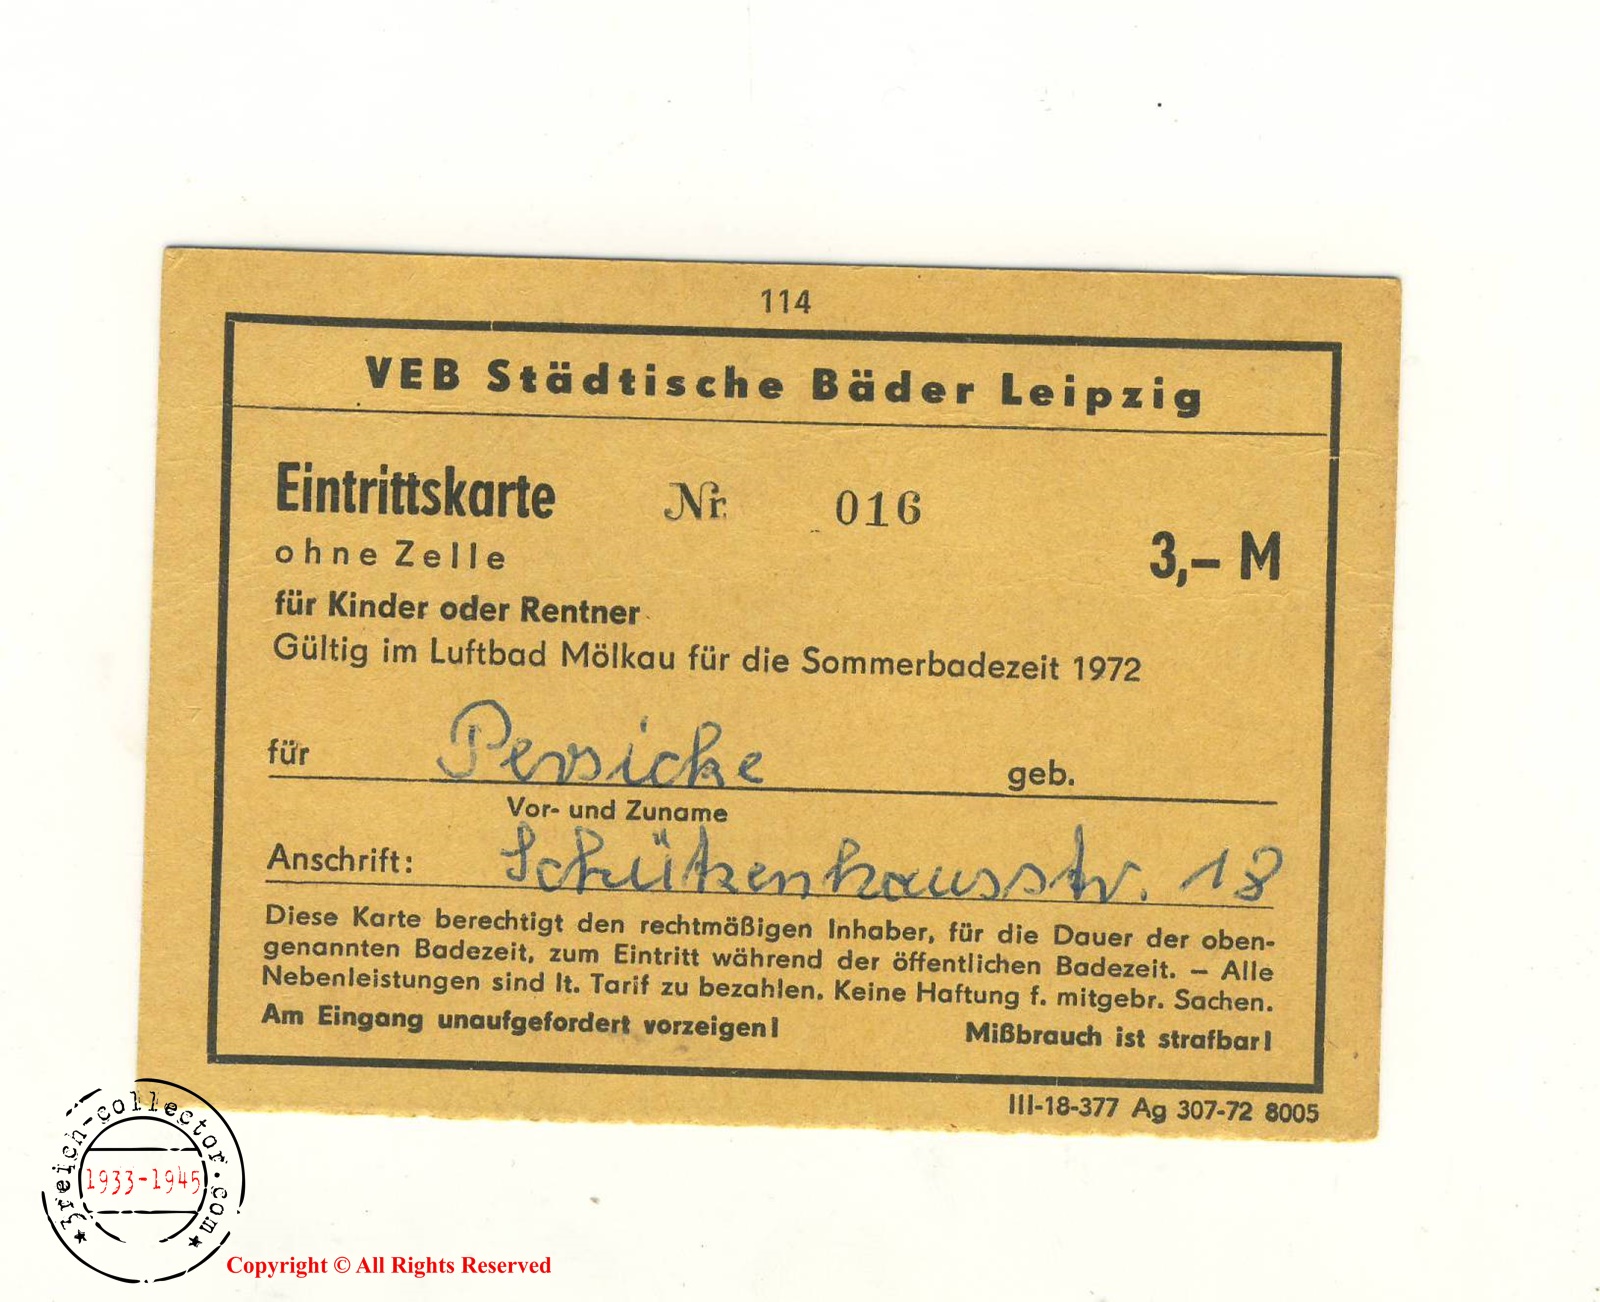 114
VEB Städtische Bäder Leipzig
Eintrittskarte Nr. 016
3,– M
ohne Zelle
für Kinder oder Rentner
Gültig im Luftbad Mölkau für die Sommerbadezeit 1972
für Persicke geb.
Vor- und Zuname
Anschrift: Schützenhausstr. 18
Diese Karte berechtigt den rechtmäßigen Inhaber, für die Dauer der oben-
genannten Badezeit, zum Eintritt während der öffentlichen Badezeit. – Alle
Nebenleistungen sind lt. Tarif zu bezahlen. Keine Haftung f. mitgebr. Sachen.
Am Eingang unaufgefordert vorzeigen! Mißbrauch ist strafbar!
III-18-377 Ag 307-72 8005
*3reich-collector.com*
1933-1945
Copyright © All Rights Reserved